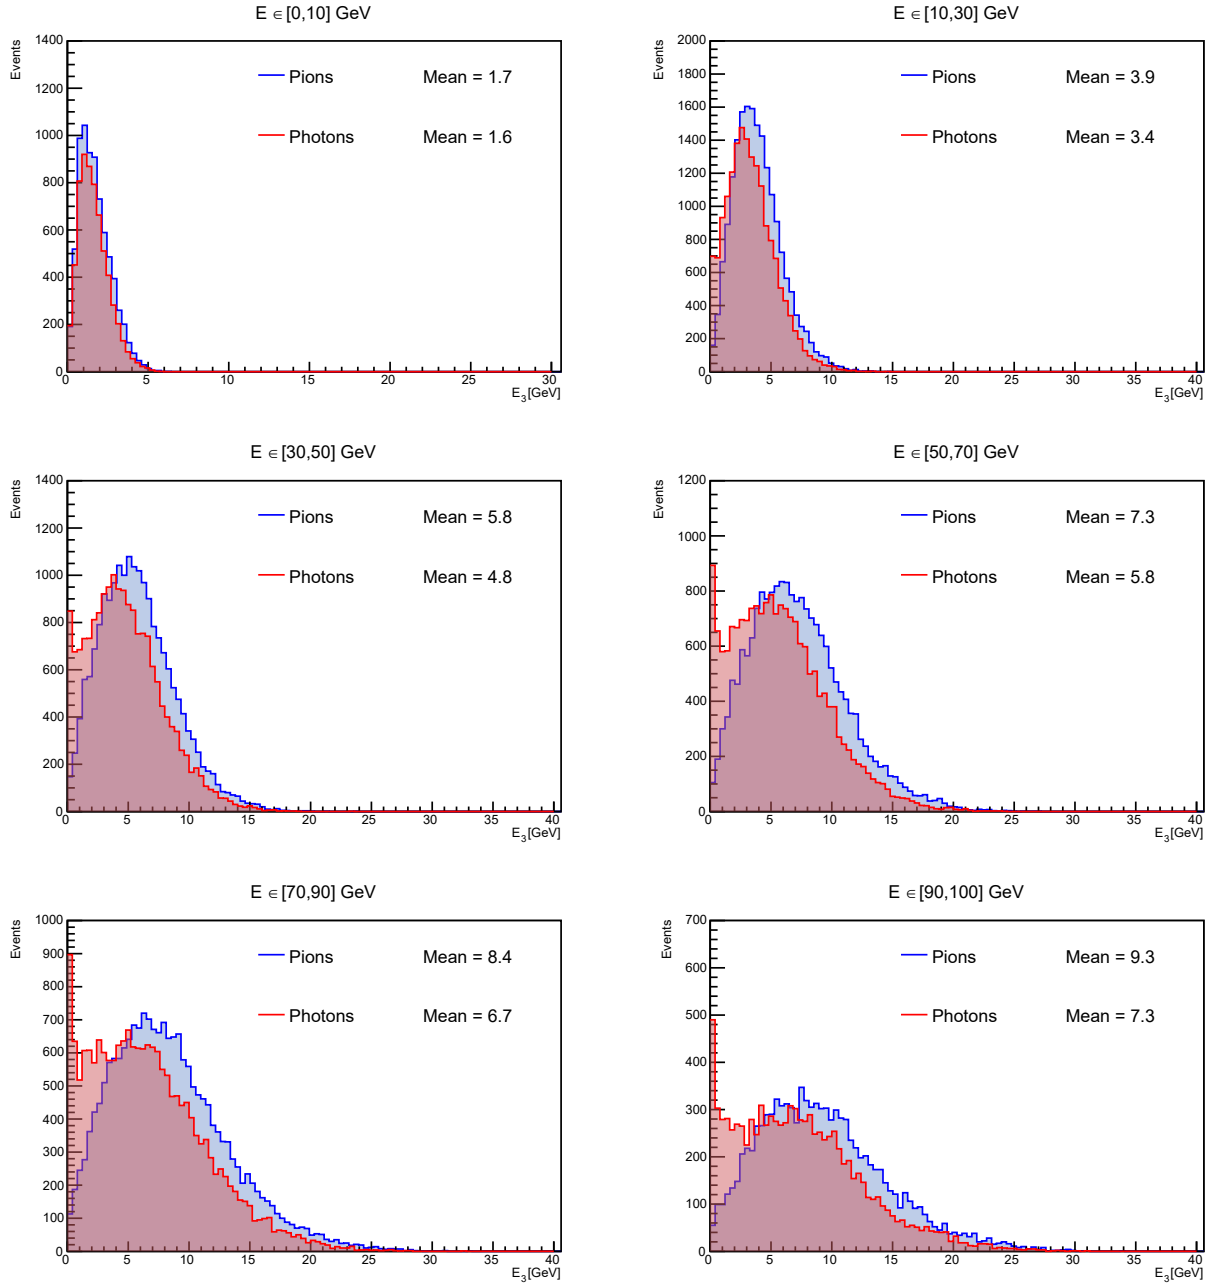 E ∈ [0,10] GeV
Events
1400
1200
1000
800
600
400
200
0
Pions Mean = 1.7
Photons Mean = 1.6
0 5 10 15 20 25 30
E3[GeV]
E ∈ [10,30] GeV
Events
2000
1800
1600
1400
1200
1000
800
600
400
200
0
Pions Mean = 3.9
Photons Mean = 3.4
0 5 10 15 20 25 30 35 40
E3[GeV]
E ∈ [30,50] GeV
Events
1400
1200
1000
800
600
400
200
0
Pions Mean = 5.8
Photons Mean = 4.8
0 5 10 15 20 25 30 35 40
E3[GeV]
E ∈ [50,70] GeV
Events
1200
1000
800
600
400
200
0
Pions Mean = 7.3
Photons Mean = 5.8
0 5 10 15 20 25 30 35 40
E3[GeV]
E ∈ [70,90] GeV
Events
1000
900
800
700
600
500
400
300
200
100
0
Pions Mean = 8.4
Photons Mean = 6.7
0 5 10 15 20 25 30 35 40
E3[GeV]
E ∈ [90,100] GeV
Events
700
600
500
400
300
200
100
0
Pions Mean = 9.3
Photons Mean = 7.3
0 5 10 15 20 25 30 35 40
E3[GeV]